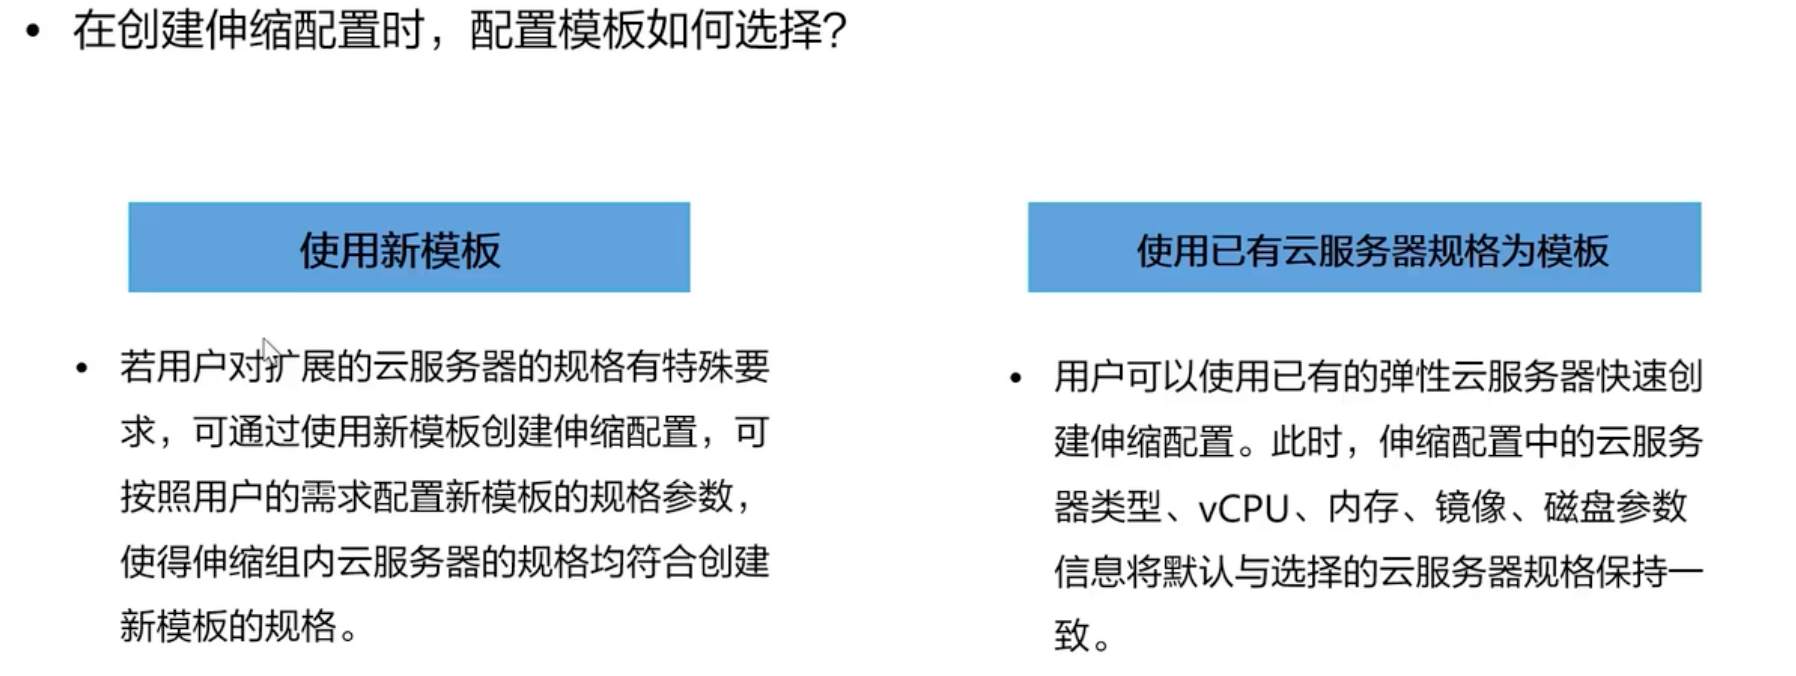 • 在创建伸缩配置时，配置模板如何选择？
使用新模板
• 若用户对扩展的云服务器的规格有特殊要
求，可通过使用新模板创建伸缩配置，可
按照用户的需求配置新模板的规格参数，
使得伸缩组内云服务器的规格均符合创建
新模板的规格。
使用已有云服务器规格为模板
• 用户可以使用已有的弹性云服务器快速创
建伸缩配置。此时，伸缩配置中的云服务
器类型、vCPU、内存、镜像、磁盘参数
信息将默认与选择的云服务器规格保持一
致。